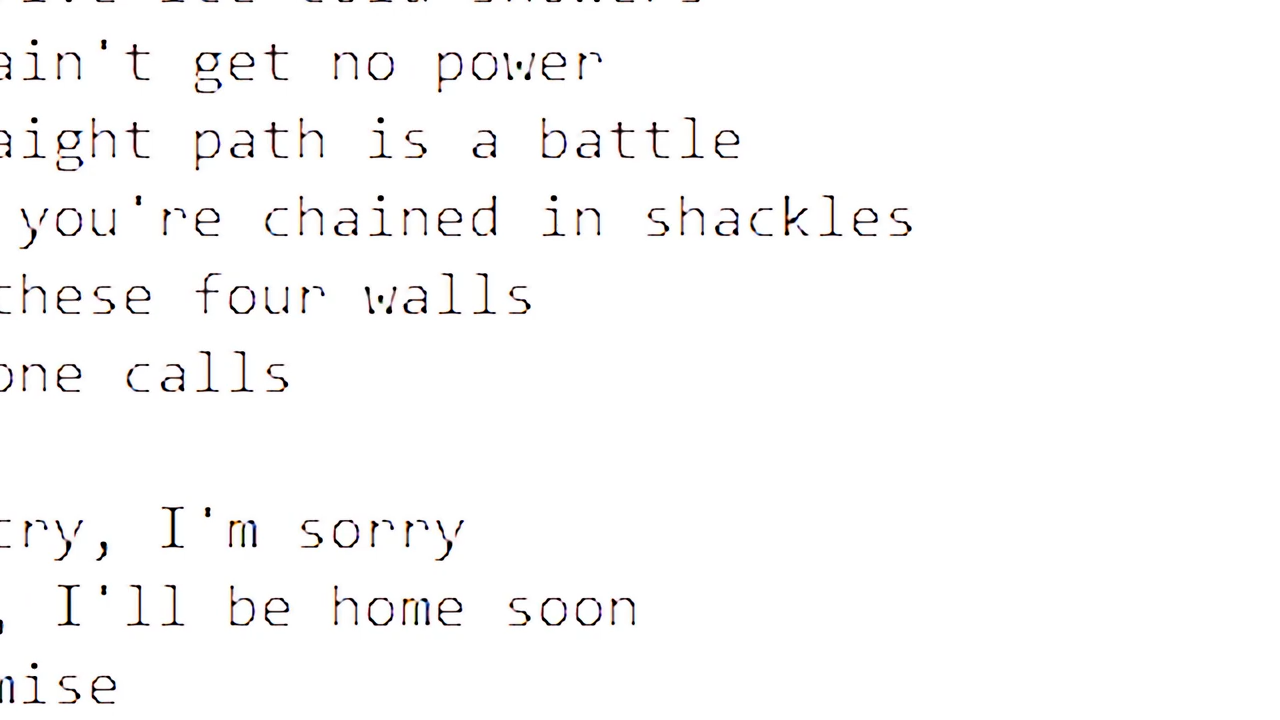 ain't get no power
aight path is a battle
you're chained in shackles
these four walls
one calls
cry, I'm sorry
, I'll be home soon
mise